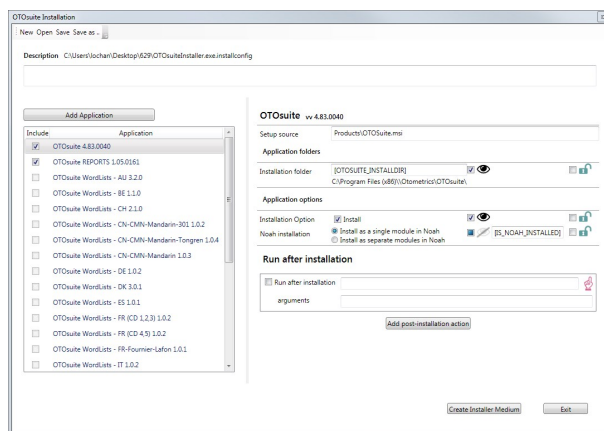 OTOsuite Installation
New Open Save Save as
Description C:\Users\lochan\Desktop\629\OTOsuiteInstaller.exe.installconfig
Add Application
Include Application
OTOsuite 4.83.0040
OTOsuite REPORTS 1.05.0161
OTOsuite WordLists - AU 3.2.0
OTOsuite WordLists - BE 1.1.0
OTOsuite WordLists - CH 2.1.0
OTOsuite WordLists - CN-CMN-Mandarin-301 1.0.2
OTOsuite WordLists - CN-CMN-Mandarin-Tongren 1.0.4
OTOsuite WordLists - CN-CMN-Mandarin 1.0.3
OTOsuite WordLists - DE 1.0.2
OTOsuite WordLists - DK 3.0.1
OTOsuite WordLists - ES 1.0.1
OTOsuite WordLists - FR (CD 1,2,3) 1.0.2
OTOsuite WordLists - FR (CD 4,5) 1.0.2
OTOsuite WordLists - FR-Fournier-Lafon 1.0.1
OTOsuite WordLists - IT 1.0.2
OTOsuite vv 4.83.0040
Setup source Products\OTOSuite.msi
Application folders
Installation folder [OTOSUITE_INSTALLDIR]
C:\Program Files (x86)\\Otometrics\OTOsuite\
Application options
Installation Option Install
Noah installation Install as a single module in Noah [IS_NOAH_INSTALLED]
Install as separate modules in Noah
Run after installation
Run after installation
arguments
Add post-installation action
Create Installer Medium Exit